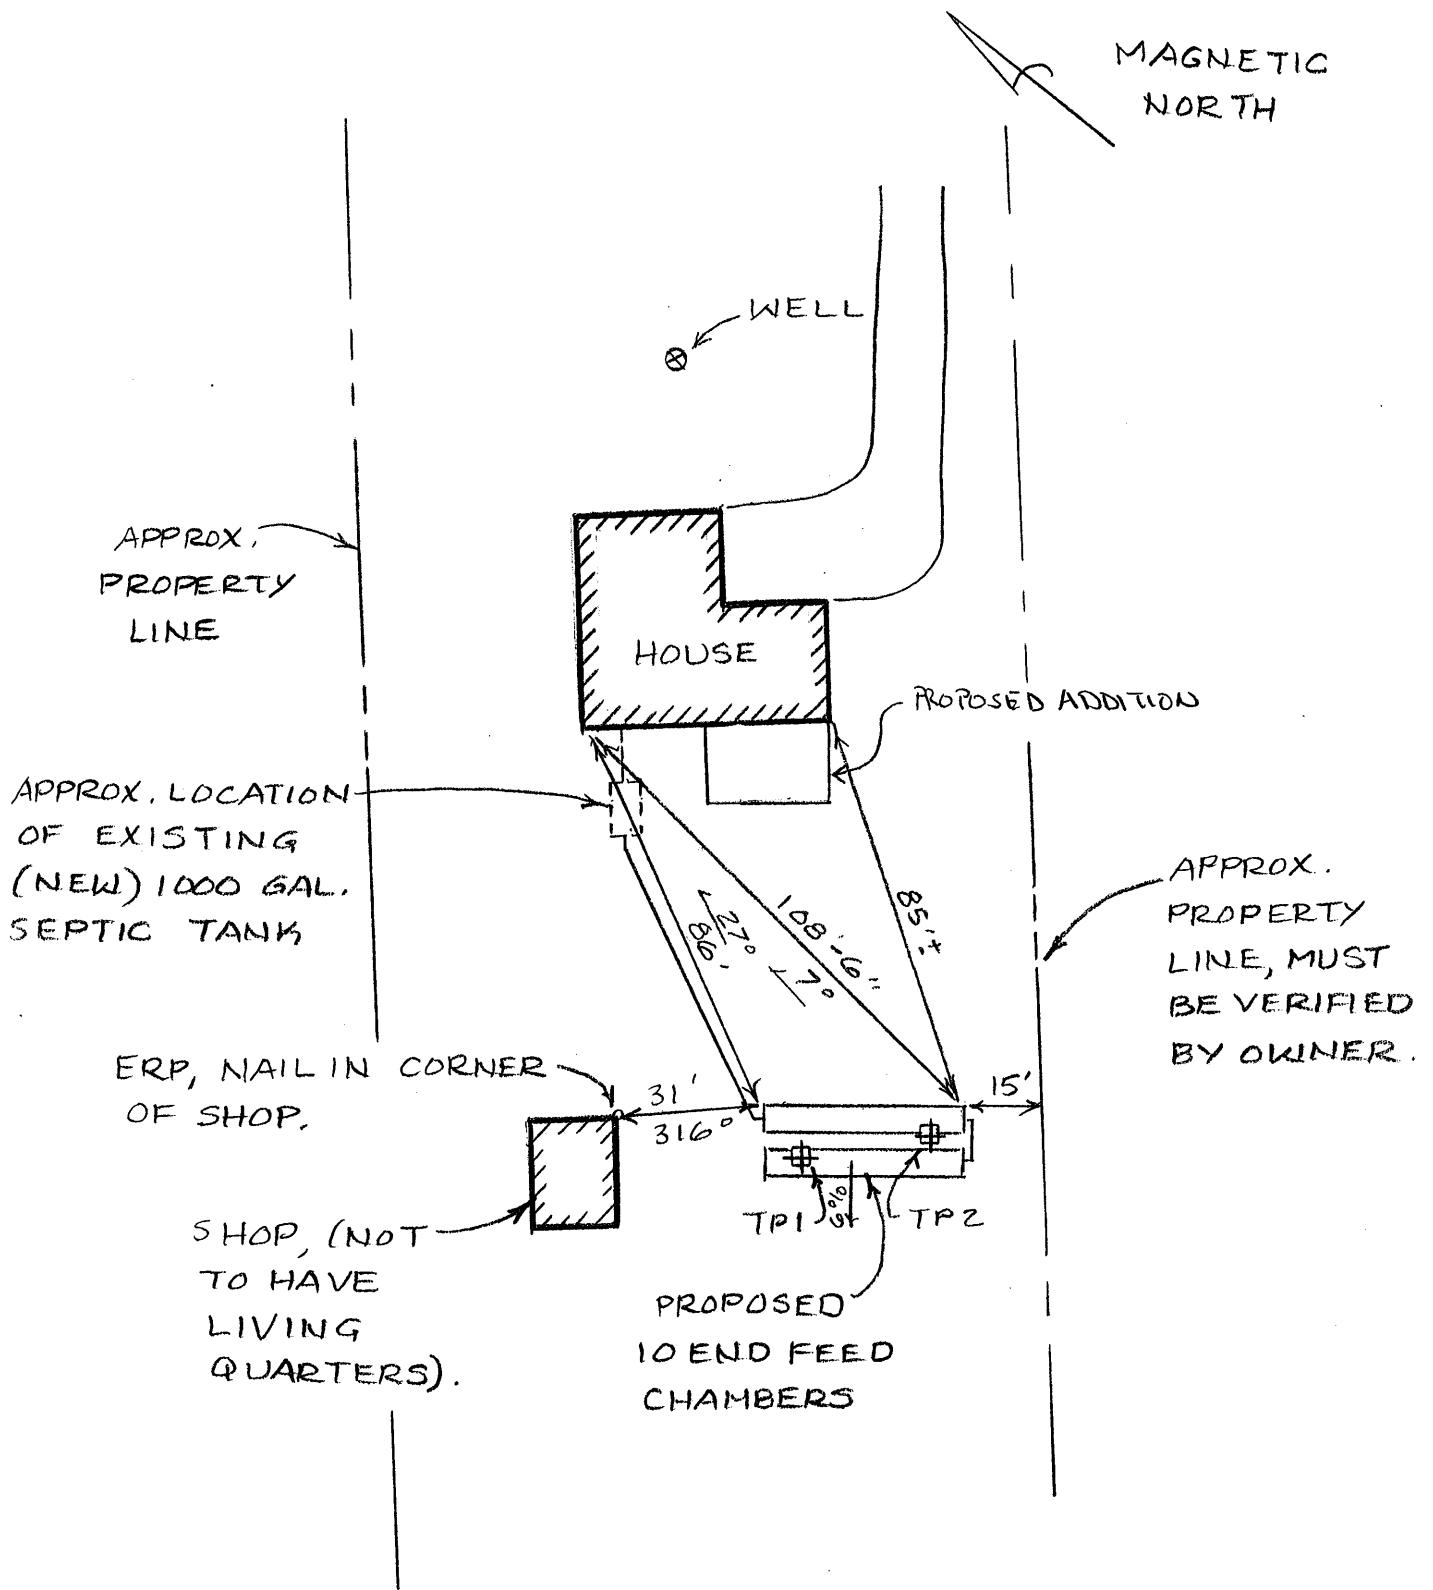 MAGNETIC
NORTH
WELL
APPROX.
PROPERTY
LINE
HOUSE
PROPOSED ADDITION
APPROX. LOCATION
OF EXISTING
(NEW) 1000 GAL.
SEPTIC TANK
APPROX.
PROPERTY
LINE, MUST
BE VERIFIED
BY OWNER.
27°
86'
108'-6"
7°
85'±
ERP, NAIL IN CORNER
OF SHOP.
31'
316°
15'
SHOP, (NOT
TO HAVE
LIVING
QUARTERS).
TP1
TP2
PROPOSED
10 END FEED
CHAMBERS